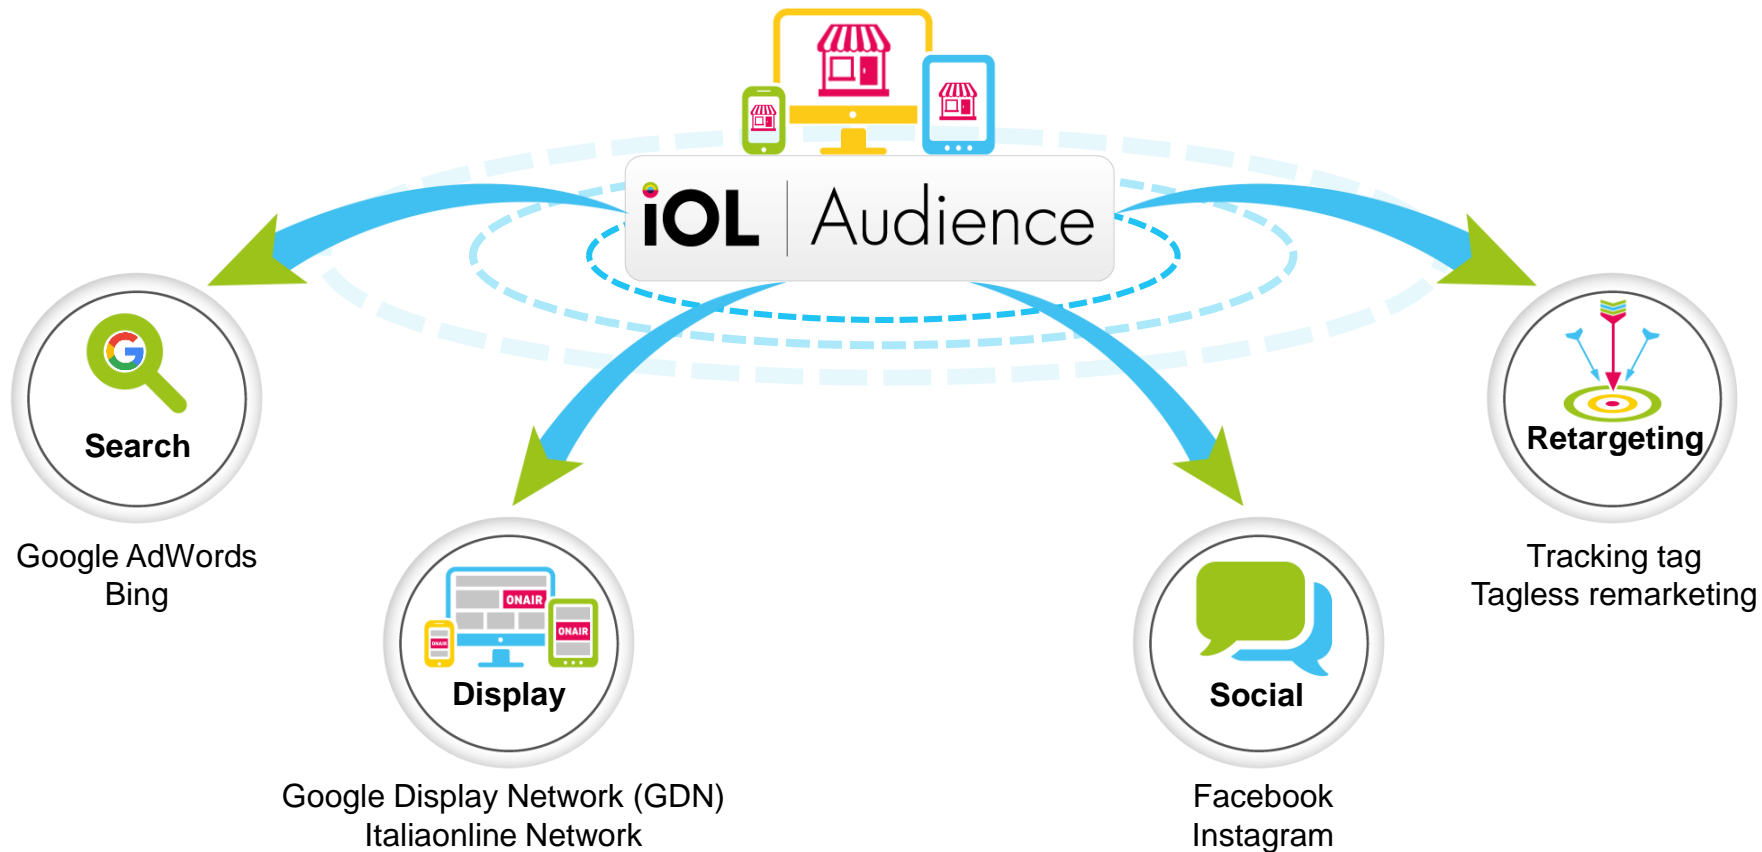 iOL | Audience
Search
Google AdWords
Bing
ONAIR
ONAIR
ONAIR
Display
Google Display Network (GDN)
Italiaonline Network
Social
Facebook
Instagram
Retargeting
Tracking tag
Tagless remarketing